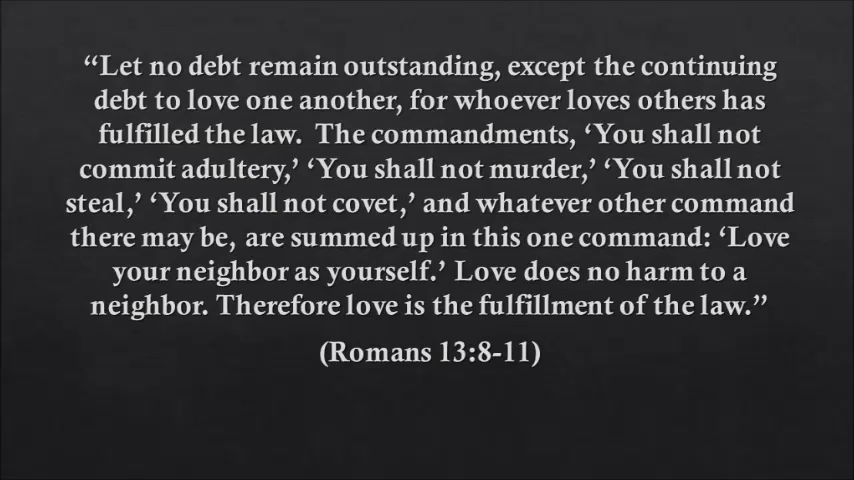 “Let no debt remain outstanding, except the continuing
debt to love one another, for whoever loves others has
fulfilled the law.  The commandments, ‘You shall not
commit adultery,’ ‘You shall not murder,’ ‘You shall not
steal,’ ‘You shall not covet,’ and whatever other command
there may be, are summed up in this one command: ‘Love
your neighbor as yourself.’ Love does no harm to a
neighbor. Therefore love is the fulfillment of the law.”
(Romans 13:8-11)